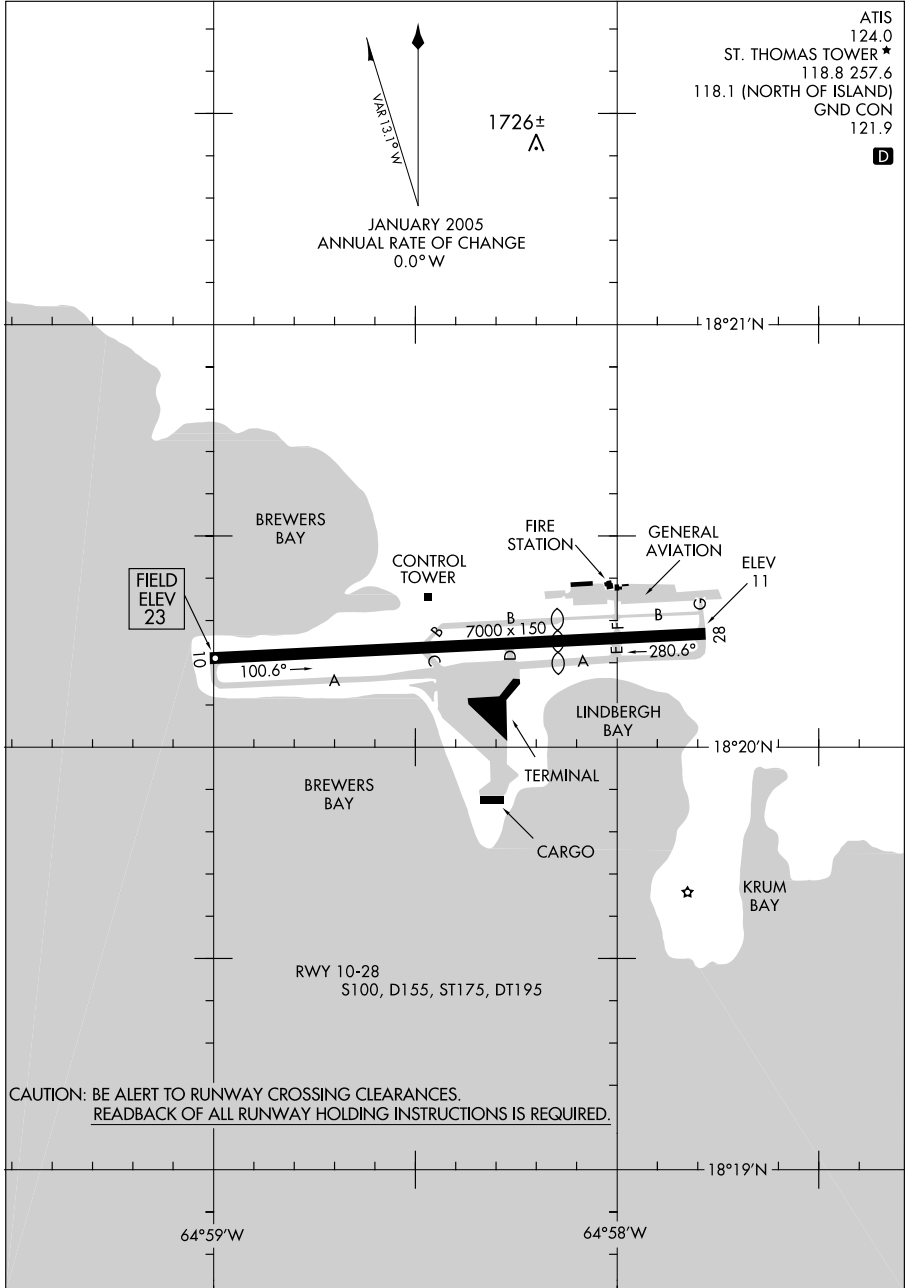 ATIS
124.0
ST. THOMAS TOWER ★
118.8 257.6
118.1 (NORTH OF ISLAND)
GND CON
121.9
D
VAR 13.1° W
1726±
JANUARY 2005
ANNUAL RATE OF CHANGE
0.0° W
18°21'N
BREWERS
BAY
CONTROL
TOWER
FIRE
STATION
GENERAL
AVIATION
ELEV
11
FIELD
ELEV
23
B
B
B
G
7000 x 150
F
28
10
100.6°
C
D
E
280.6°
A
A
LINDBERGH
BAY
18°20'N
TERMINAL
BREWERS
BAY
CARGO
KRUM
BAY
RWY 10-28
S100, D155, ST175, DT195
CAUTION: BE ALERT TO RUNWAY CROSSING CLEARANCES.
READBACK OF ALL RUNWAY HOLDING INSTRUCTIONS IS REQUIRED.
18°19'N
64°59'W
64°58'W